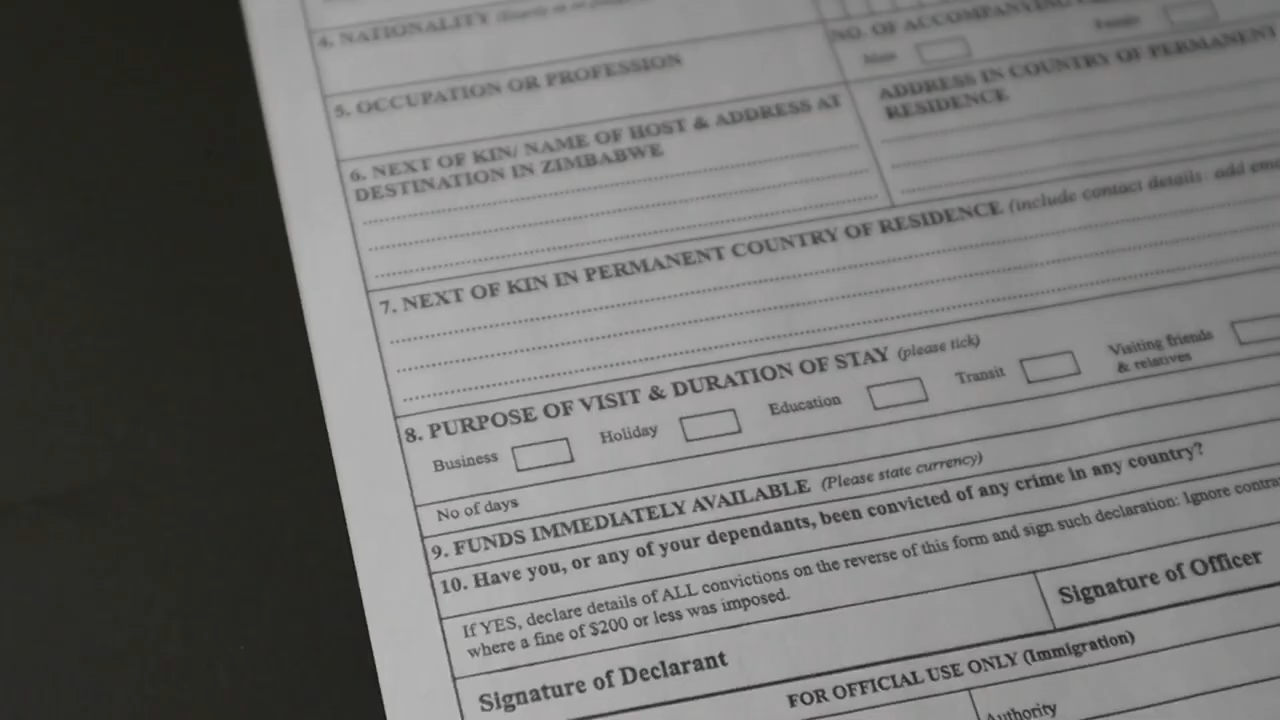 4. NATIONALITY
NO. OF ACCOMPANYING
Male
Female
5. OCCUPATION OR PROFESSION
ADDRESS IN COUNTRY OF PERMANENT
RESIDENCE
6. NEXT OF KIN/ NAME OF HOST & ADDRESS AT
DESTINATION IN ZIMBABWE
7. NEXT OF KIN IN PERMANENT COUNTRY OF RESIDENCE (include contact details: add
8. PURPOSE OF VISIT & DURATION OF STAY (please tick)
Business
Holiday
Education
Transit
Visiting friends
& relatives
No of days
9. FUNDS IMMEDIATELY AVAILABLE (Please state currency)
10. Have you, or any of your dependants, been convicted of any crime in any country?
If YES, declare details of ALL convictions on the reverse of this form and sign such declaration: Ignore contra
where a fine of $200 or less was imposed.
Signature of Declarant
Signature of Officer
FOR OFFICIAL USE ONLY (Immigration)
Authority